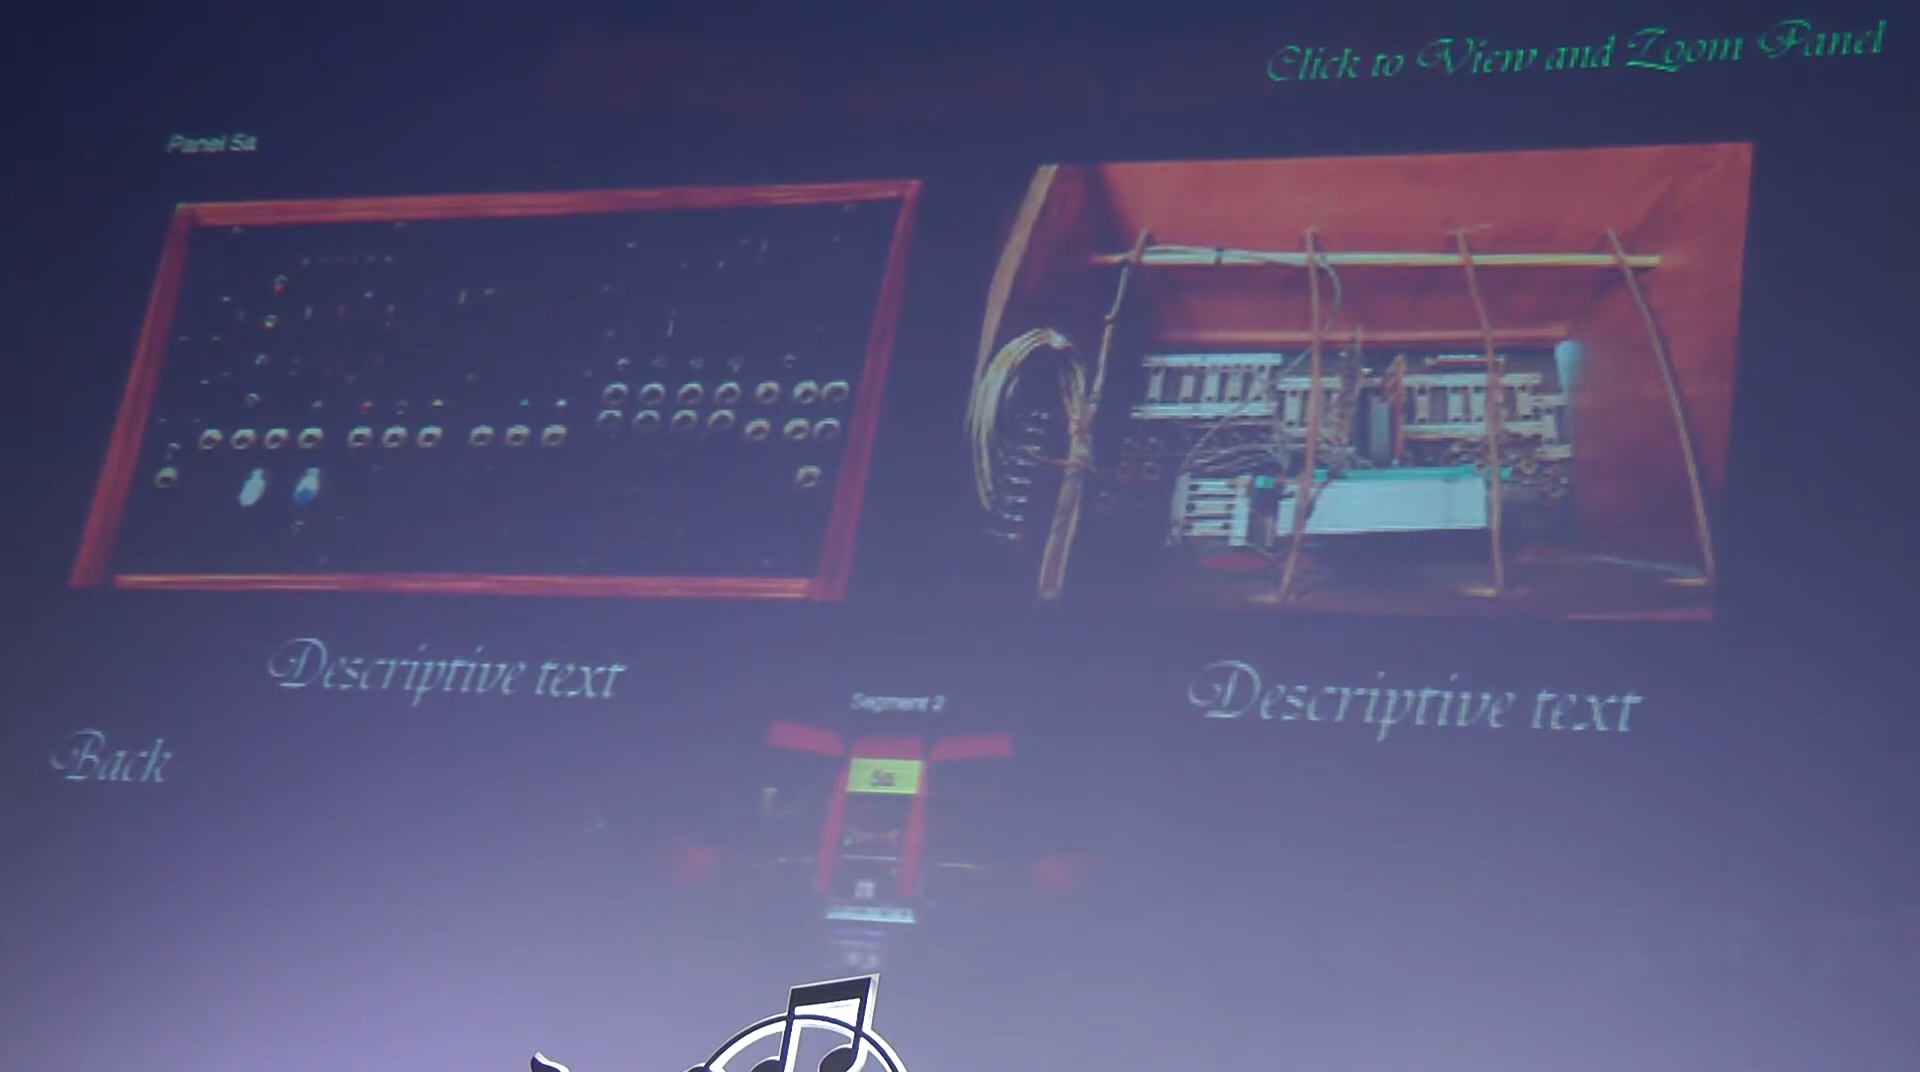 Click to View and Zoom Panel
Panel 5a
Descriptive text
Descriptive text
Segment 2
Back
5a